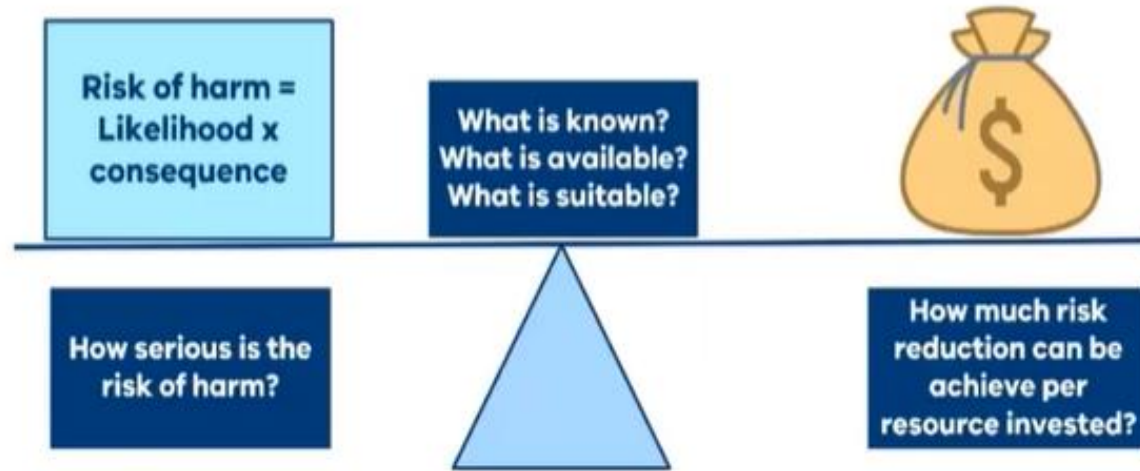 Risk of harm =
Likelihood x
consequence
What is known?
What is available?
What is suitable?
$
How serious is the
risk of harm?
How much risk
reduction can be
achieve per
resource invested?